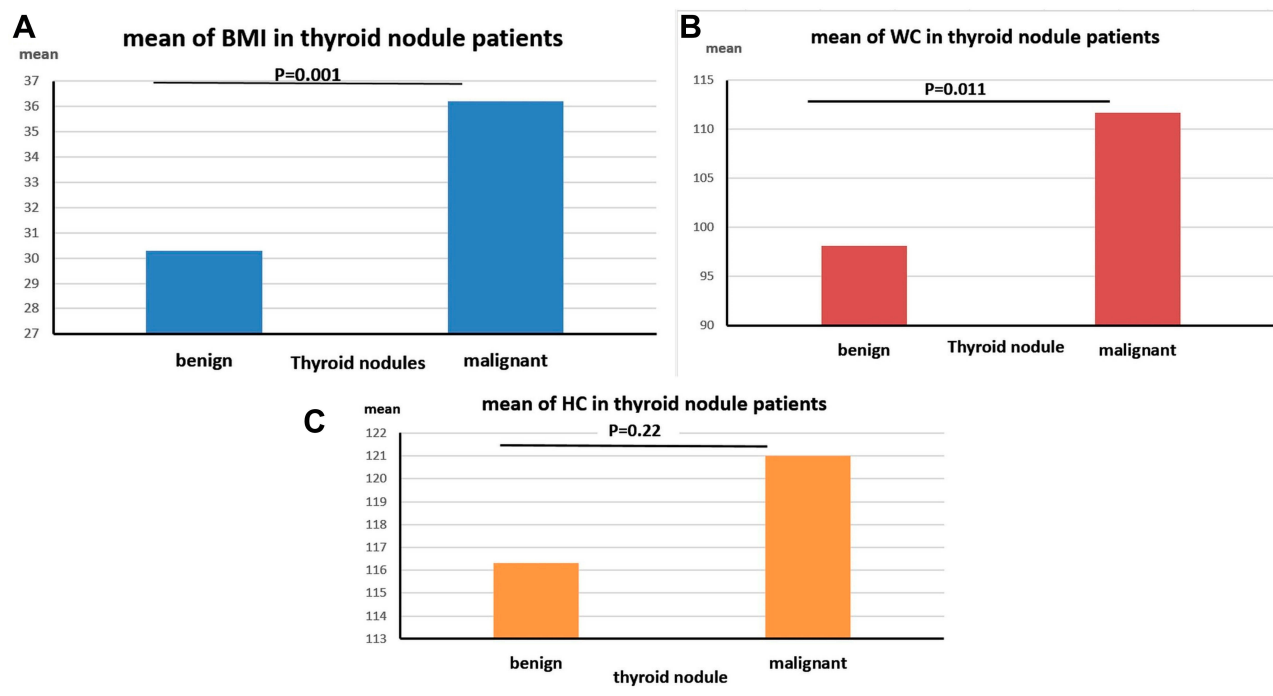 A
mean of BMI in thyroid nodule patients
mean
P=0.001
37
36
35
34
33
32
31
30
29
28
27
benign
Thyroid nodules
malignant
B
mean of WC in thyroid nodule patients
mean
P=0.011
115
110
105
100
95
90
benign
Thyroid nodule
malignant
C
mean of HC in thyroid nodule patients
mean
P=0.22
122
121
120
119
118
117
116
115
114
113
benign
thyroid nodule
malignant